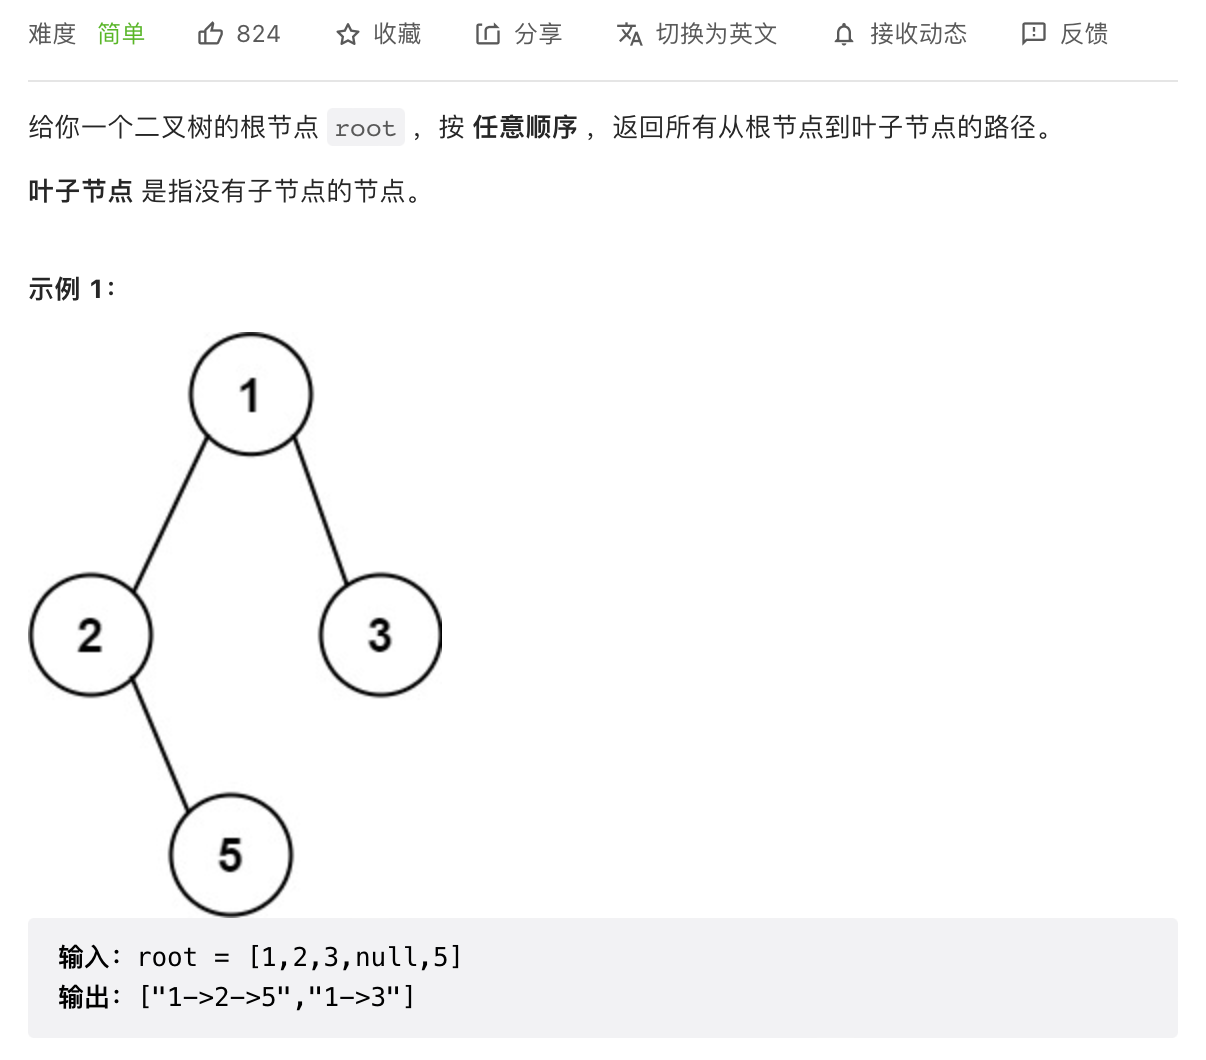 难度 简单 824 收藏 分享 切换为英文 接收动态 反馈
给你一个二叉树的根节点 root ，按 任意顺序 ，返回所有从根节点到叶子节点的路径。
叶子节点 是指没有子节点的节点。
示例 1：
1
2 3
5
输入：root = [1,2,3,null,5]
输出：["1->2->5","1->3"]